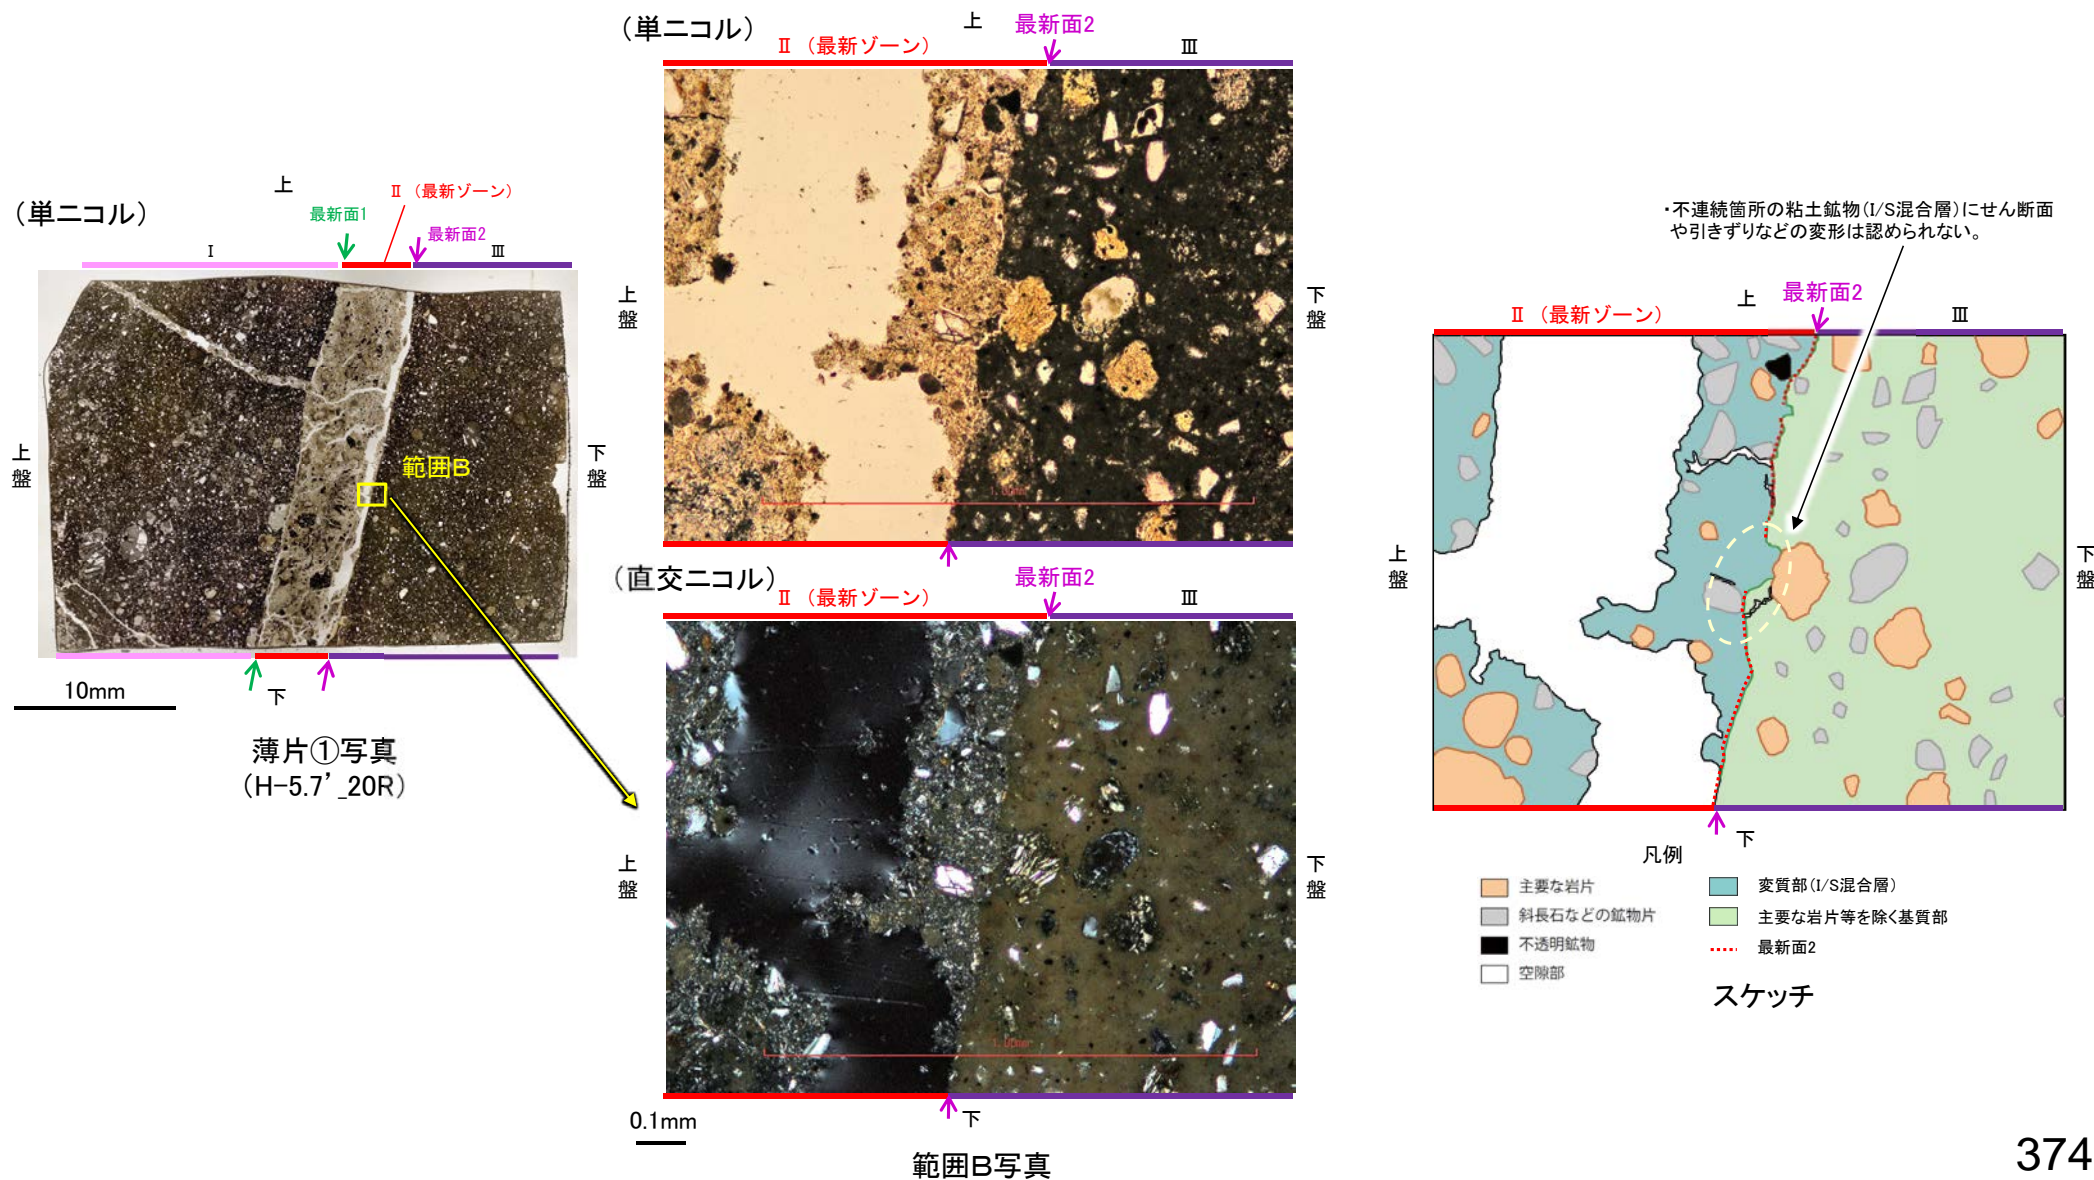 (単ニコル)
上
Ⅱ (最新ゾーン)
最新面1
最新面2
Ⅰ
Ⅲ
上盤
下盤
範囲B
下
10mm
薄片①写真
(H-5.7’_20R)
(単ニコル)
上
最新面2
Ⅱ (最新ゾーン)
Ⅲ
上盤
下盤
1.0mm
(直交ニコル)
最新面2
Ⅱ (最新ゾーン)
Ⅲ
上盤
下盤
下
0.1mm
範囲B写真
・不連続箇所の粘土鉱物(I/S混合層)にせん断面
や引きずりなどの変形は認められない。
上
最新面2
Ⅱ (最新ゾーン)
Ⅲ
上盤
下盤
下
凡例
主要な岩片
斜長石などの鉱物片
不透明鉱物
空隙部
変質部(I/S混合層)
主要な岩片等を除く基質部
最新面2
スケッチ
374